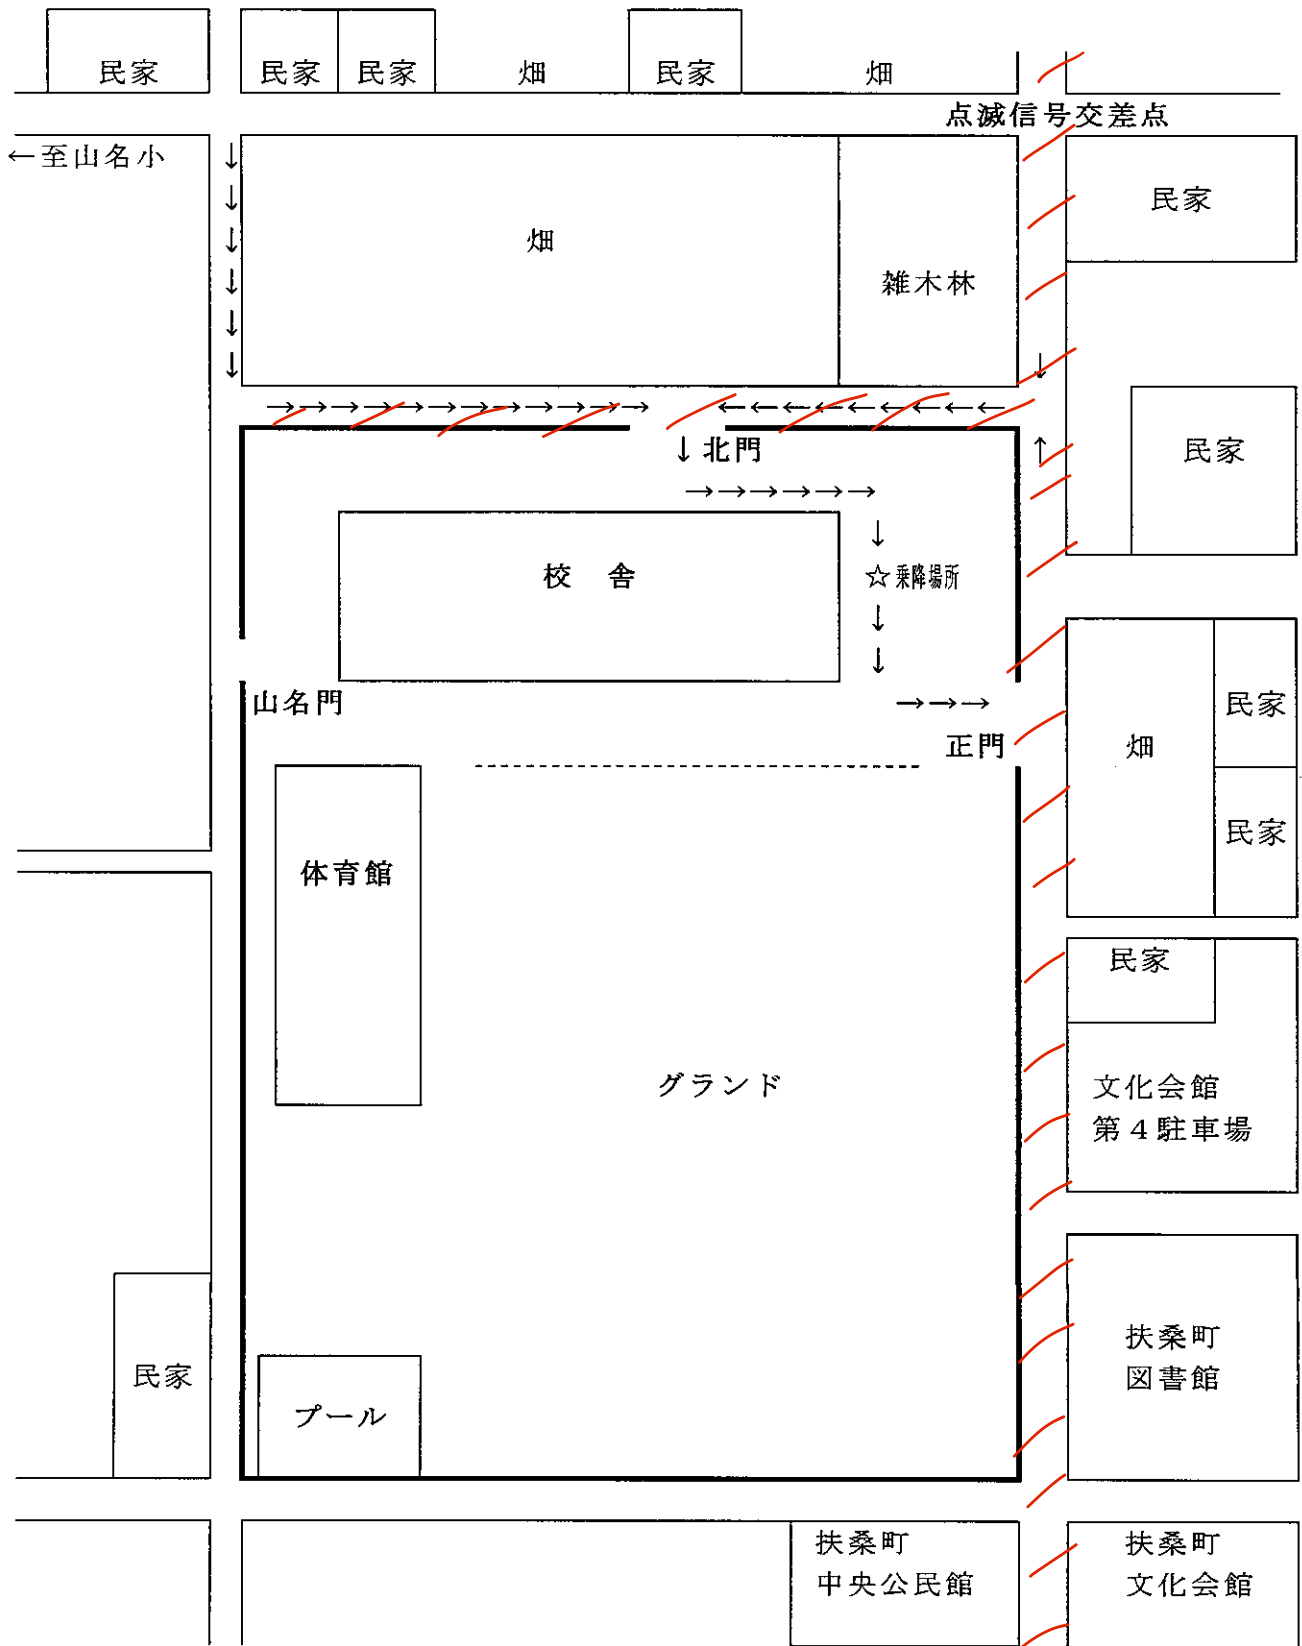 民家
民家
民家
畑
民家
畑
点滅信号交差点
←至山名小
↓
↓
↓
↓
↓
↓
民家
畑
雑木林
↓
→→→→→→→→→→→→
←←←←←←←←←
↓北門
↑
民家
→→→→→→
↓
校舎
☆乗降場所
↓
↓
山名門
→→→
正門
畑
民家
民家
体育館
民家
グランド
文化会館
第4駐車場
扶桑町
図書館
民家
プール
扶桑町
中央公民館
扶桑町
文化会館